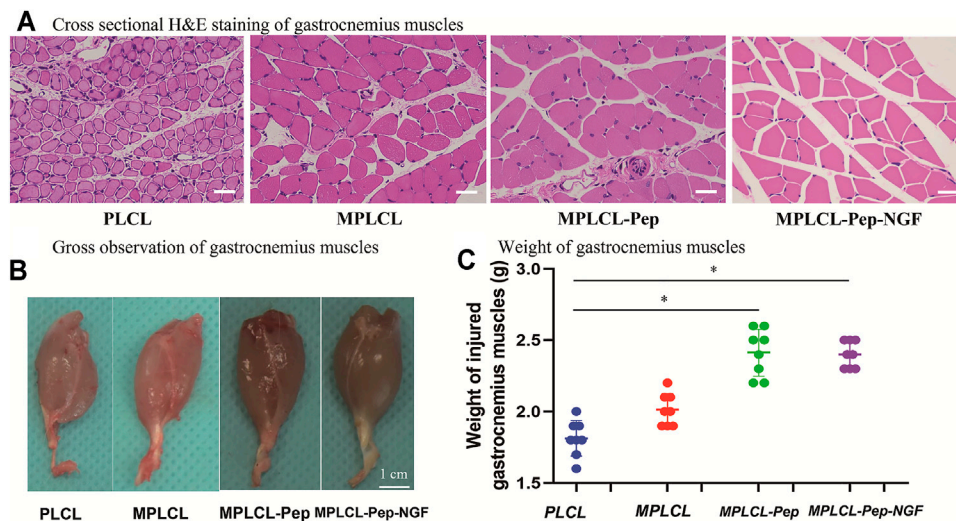 A Cross sectional H&E staining of gastrocnemius muscles
PLCL MPLCL MPLCL-Pep MPLCL-Pep-NGF
B Gross observation of gastrocnemius muscles
1 cm
PLCL MPLCL MPLCL-Pep MPLCL-Pep-NGF
C Weight of gastrocnemius muscles
Weight of injured
gastrocnemius muscles (g)
3.0
2.5
2.0
1.5
*
*
PLCL MPLCL MPLCL-Pep MPLCL-Pep-NGF